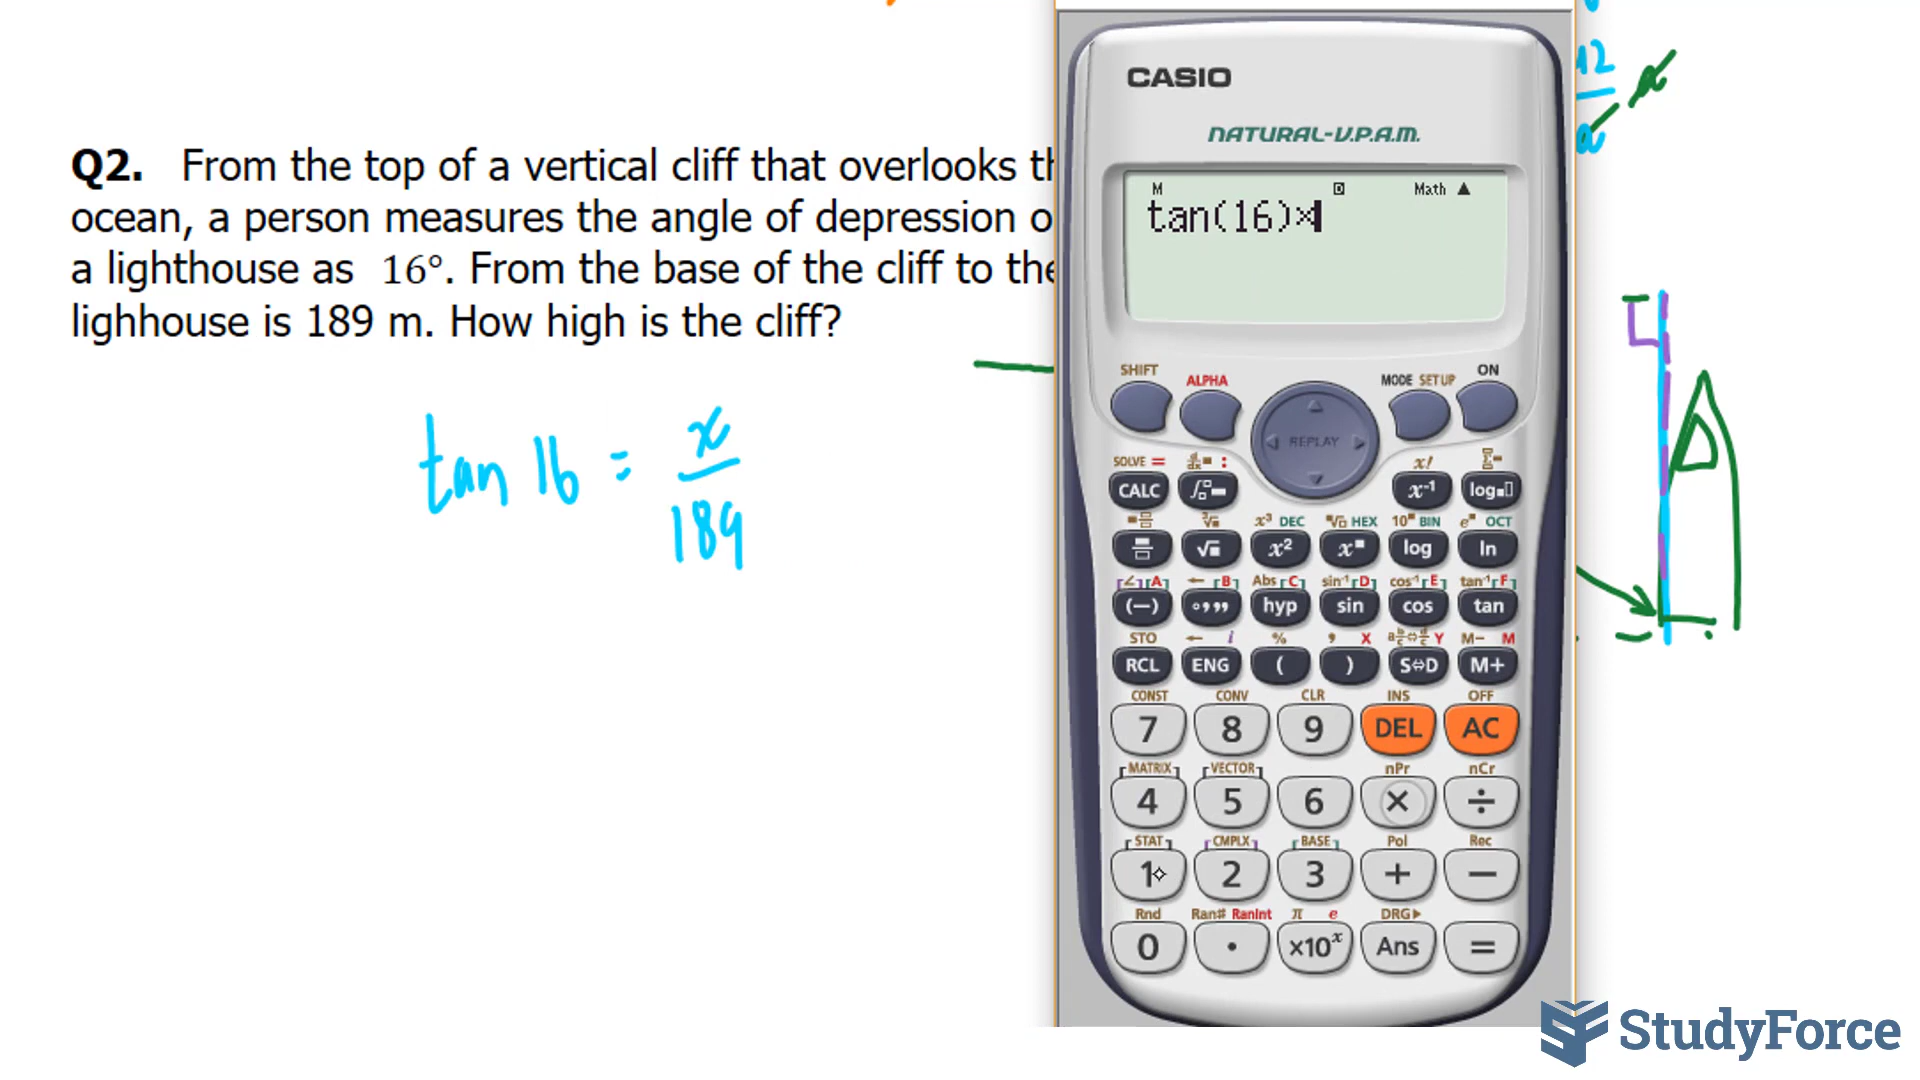 Q2. From the top of a vertical cliff that overlooks th
ocean, a person measures the angle of depression o
a lighthouse as 16°. From the base of the cliff to the
lighhouse is 189 m. How high is the cliff?
tan 16 = x/189
12
x
CASIO
NATURAL-V.P.A.M.
M D Math ▲
tan(16)×
SHIFT ALPHA MODE SETUP ON
REPLAY
SOLVE = d/dx : x! Σ
CALC ∫ x⁻¹ log
x³ DEC HEX 10 BIN e OCT
√ x² x log ln
∠ A ← B Abs C sin⁻¹ D cos⁻¹ E tan⁻¹ F
(−) ° ’ ” hyp sin cos tan
STO ← i % , X Y M− M
RCL ENG ( ) S⇔D M+
CONST CONV CLR INS OFF
7 8 9 DEL AC
MATRIX VECTOR nPr nCr
4 5 6 × ÷
STAT CMPLX BASE Pol Rec
1 2 3 + −
Rnd Ran# RanInt π e DRG▶
0 . ×10ˣ Ans =
StudyForce